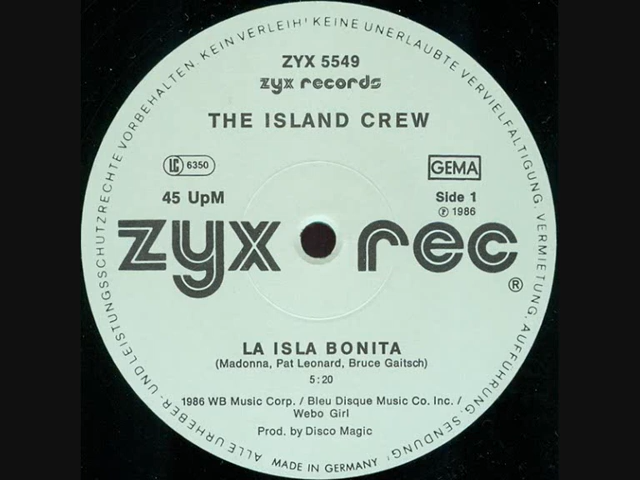 ALLE URHEBER- UND LEISTUNGSSCHUTZRECHTE VORBEHALTEN. KEIN VERLEIH! KEINE UNERLAUBTE VERVIELFÄLTIGUNG, VERMIETUNG, AUFFÜHRUNG, SENDUNG!
ZYX 5549
zyx records
THE ISLAND CREW
LC 6350
GEMA
45 UpM
Side 1
℗ 1986
zyx rec
®
LA ISLA BONITA
(Madonna, Pat Leonard, Bruce Gaitsch)
5:20
1986 WB Music Corp. / Bleu Disque Music Co. Inc. /
Webo Girl
Prod. by Disco Magic
MADE IN GERMANY